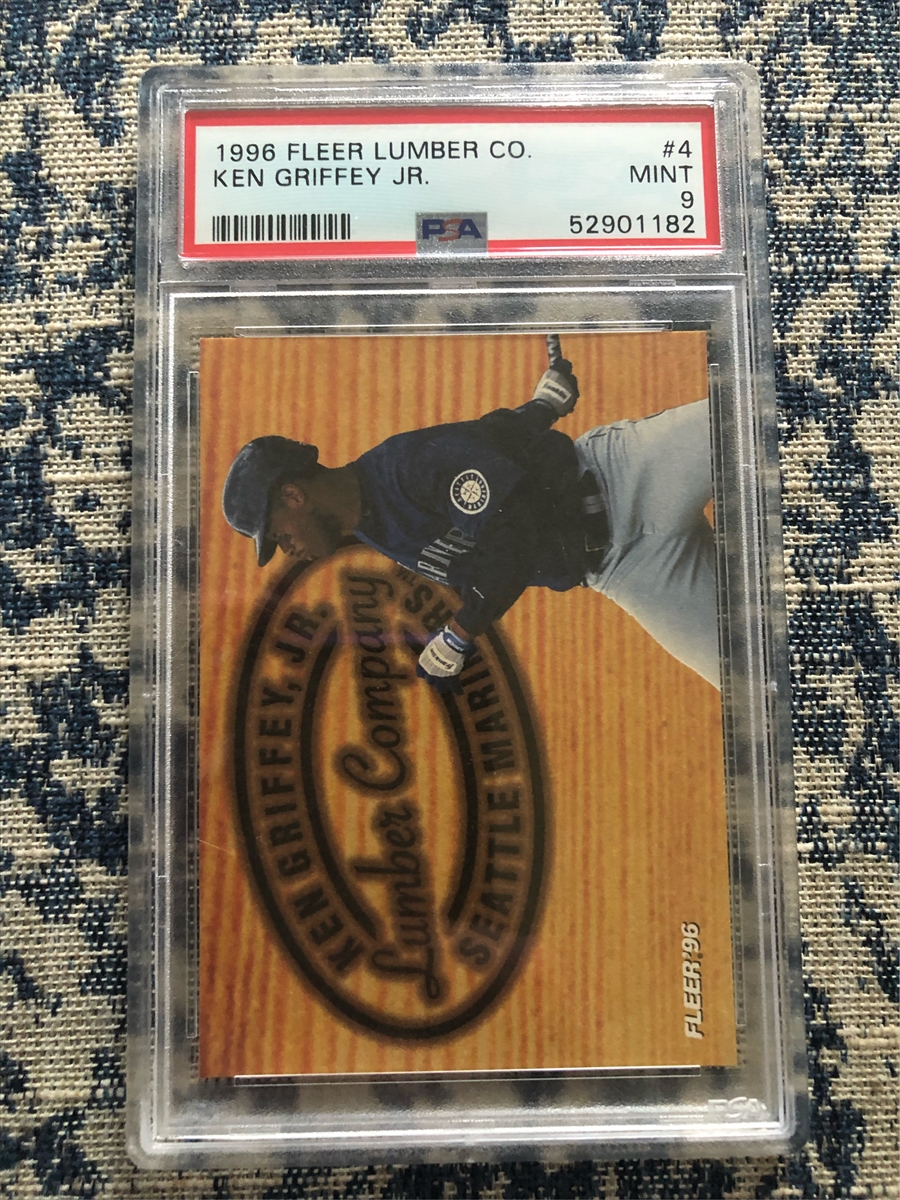 1996 FLEER LUMBER CO. #4
KEN GRIFFEY JR. MINT
9
PSA 52901182
KEN GRIFFEY, JR.
Lumber Company
SEATTLE MARINERS
FLEER'96
PSA